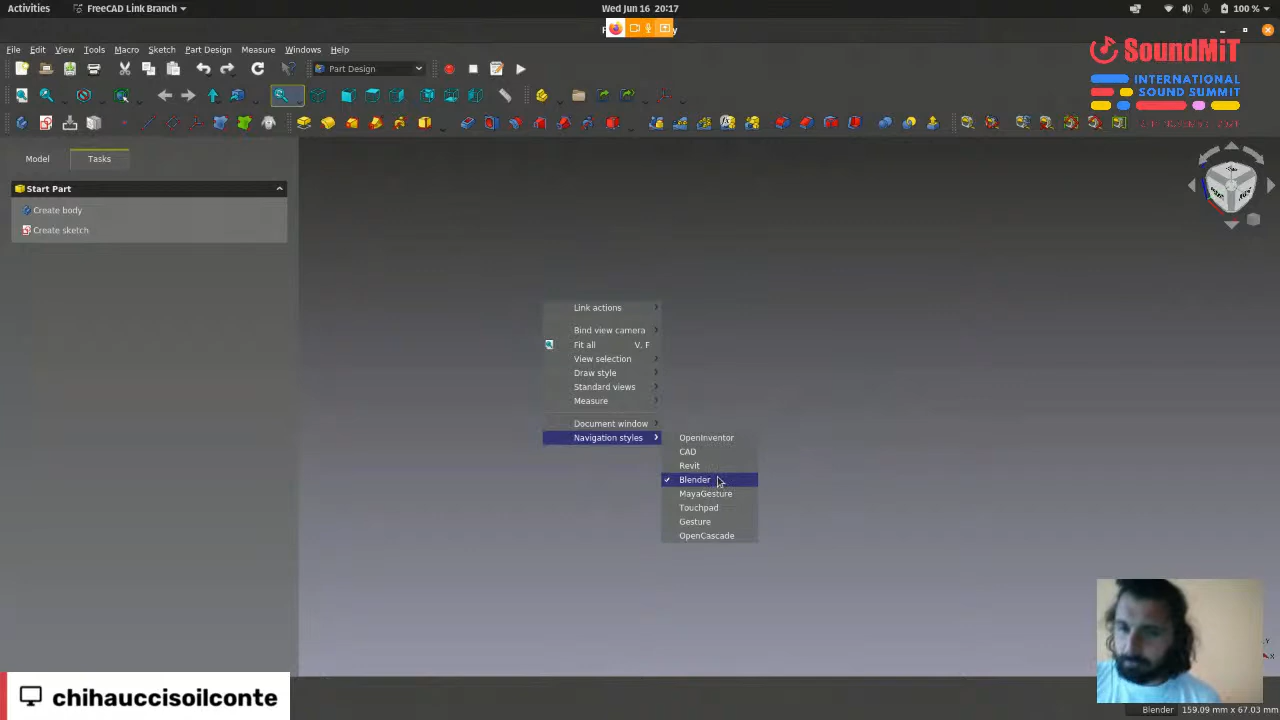 Activities FreeCAD Link Branch Wed Jun 16 20:17 100 %
File Edit View Tools Macro Sketch Part Design Measure Windows Help
SoundMiT
INTERNATIONAL
SOUND SUMMIT
Part Design
Model Tasks
Start Part
Create body
Create sketch
Link actions
Bind view camera
Fit all V, F
View selection
Draw style
Standard views
Measure
Document window
Navigation styles
OpenInventor
CAD
Revit
Blender
MayaGesture
Touchpad
Gesture
OpenCascade
chihauccisoilconte
Blender 159.09 mm x 67.03 mm